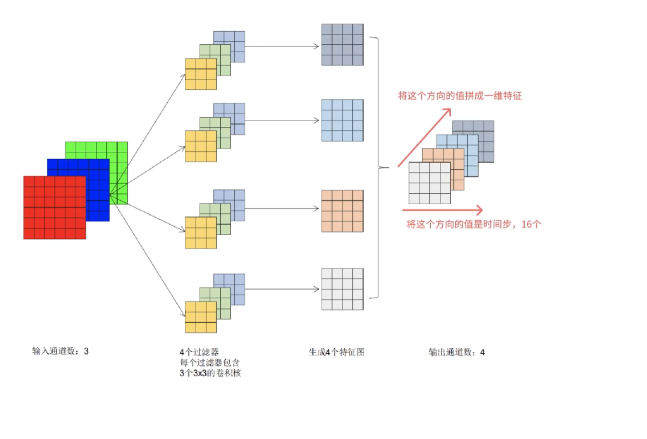 将这个方向的值拼成一维特征
将这个方向的值是时间步，16个
输入通道数：3
4个过滤器
每个过滤器包含
3个3x3的卷积核
生成4个特征图
输出通道数：4